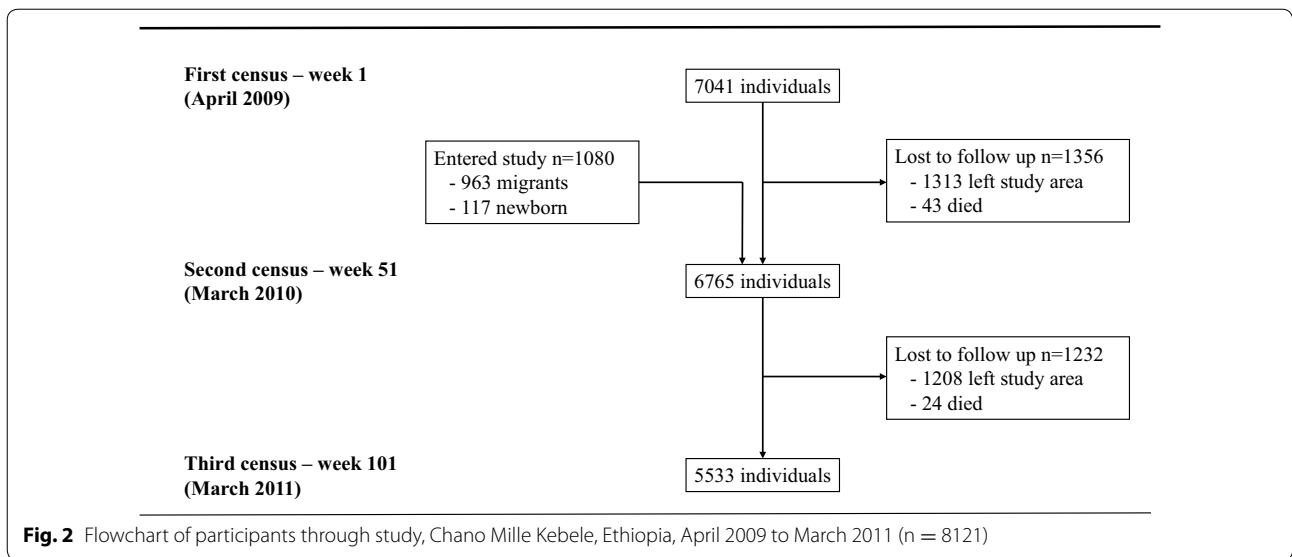 First census – week 1
(April 2009)
7041 individuals
Entered study n=1080
- 963 migrants
- 117 newborn
Lost to follow up n=1356
- 1313 left study area
- 43 died
Second census – week 51
(March 2010)
6765 individuals
Lost to follow up n=1232
- 1208 left study area
- 24 died
Third census – week 101
(March 2011)
5533 individuals
Fig. 2 Flowchart of participants through study, Chano Mille Kebele, Ethiopia, April 2009 to March 2011 (n = 8121)